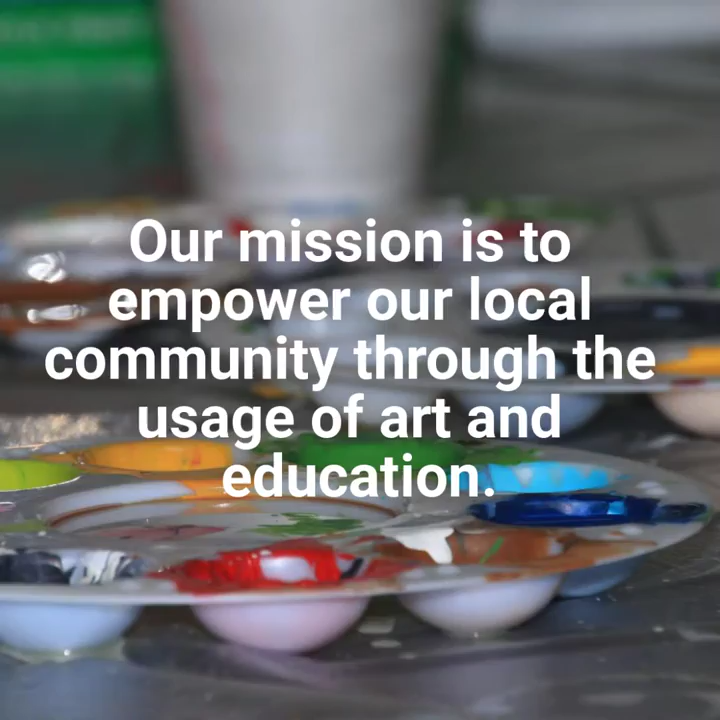 Our mission is to
empower our local
community through the
usage of art and
education.